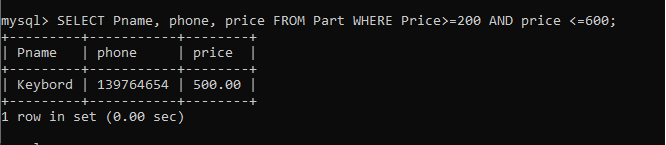 mysql> SELECT Pname, phone, price FROM Part WHERE Price>=200 AND price <=600;
+---------+-----------+--------+
| Pname   | phone     | price  |
+---------+-----------+--------+
| Keybord | 139764654 | 500.00 |
+---------+-----------+--------+
1 row in set (0.00 sec)